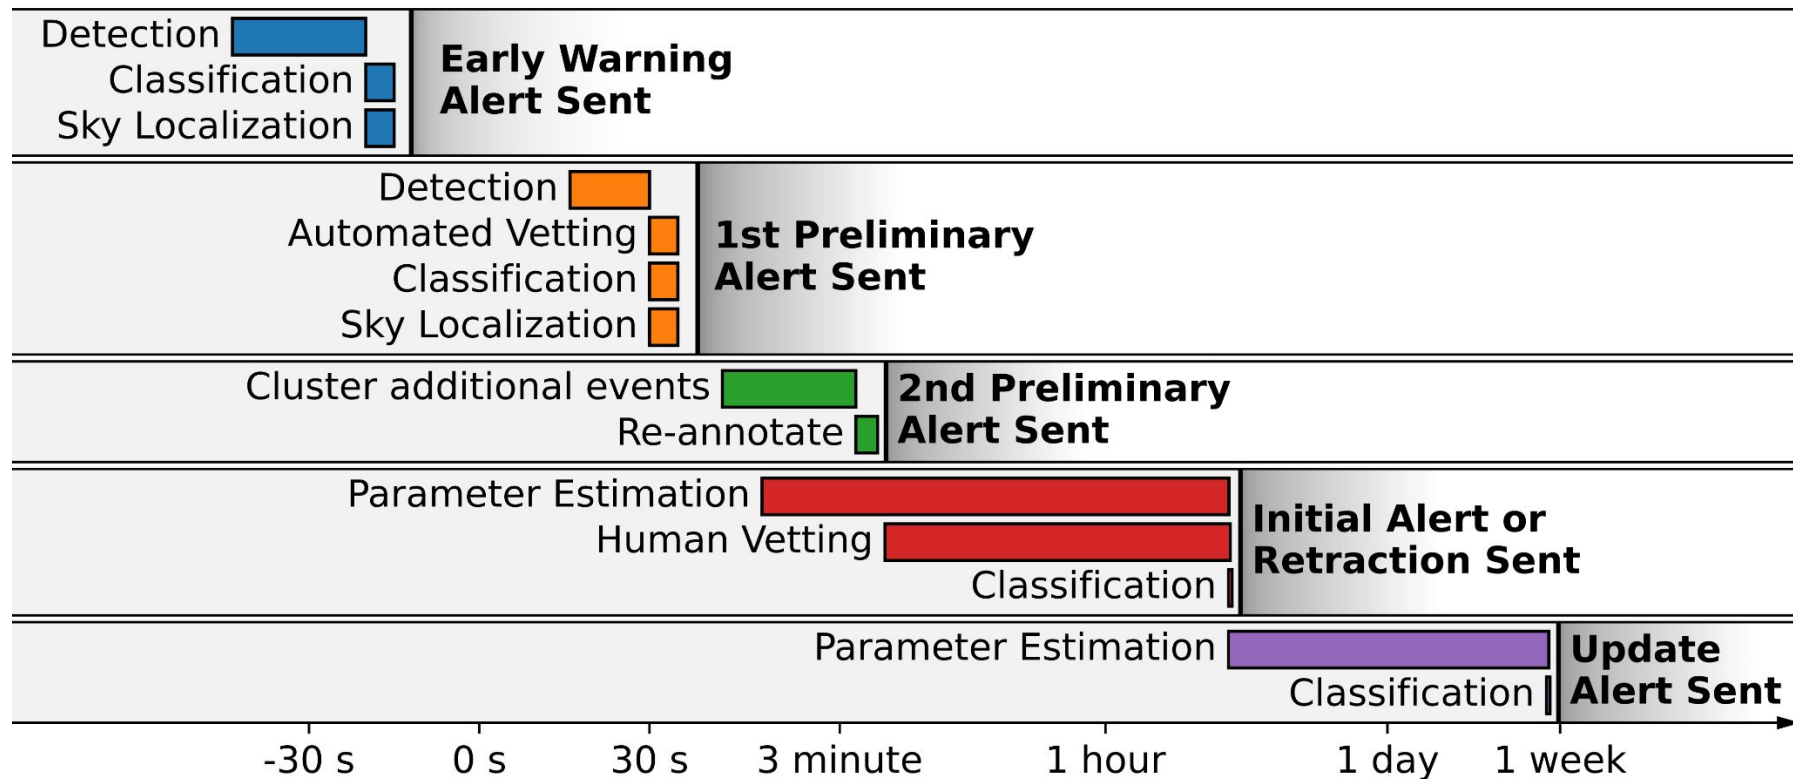 Detection
Classification
Sky Localization
Early Warning
Alert Sent
Detection
Automated Vetting
Classification
Sky Localization
1st Preliminary
Alert Sent
Cluster additional events
Re-annotate
2nd Preliminary
Alert Sent
Parameter Estimation
Human Vetting
Classification
Initial Alert or
Retraction Sent
Parameter Estimation
Classification
Update
Alert Sent
-30 s 0 s 30 s 3 minute 1 hour 1 day 1 week